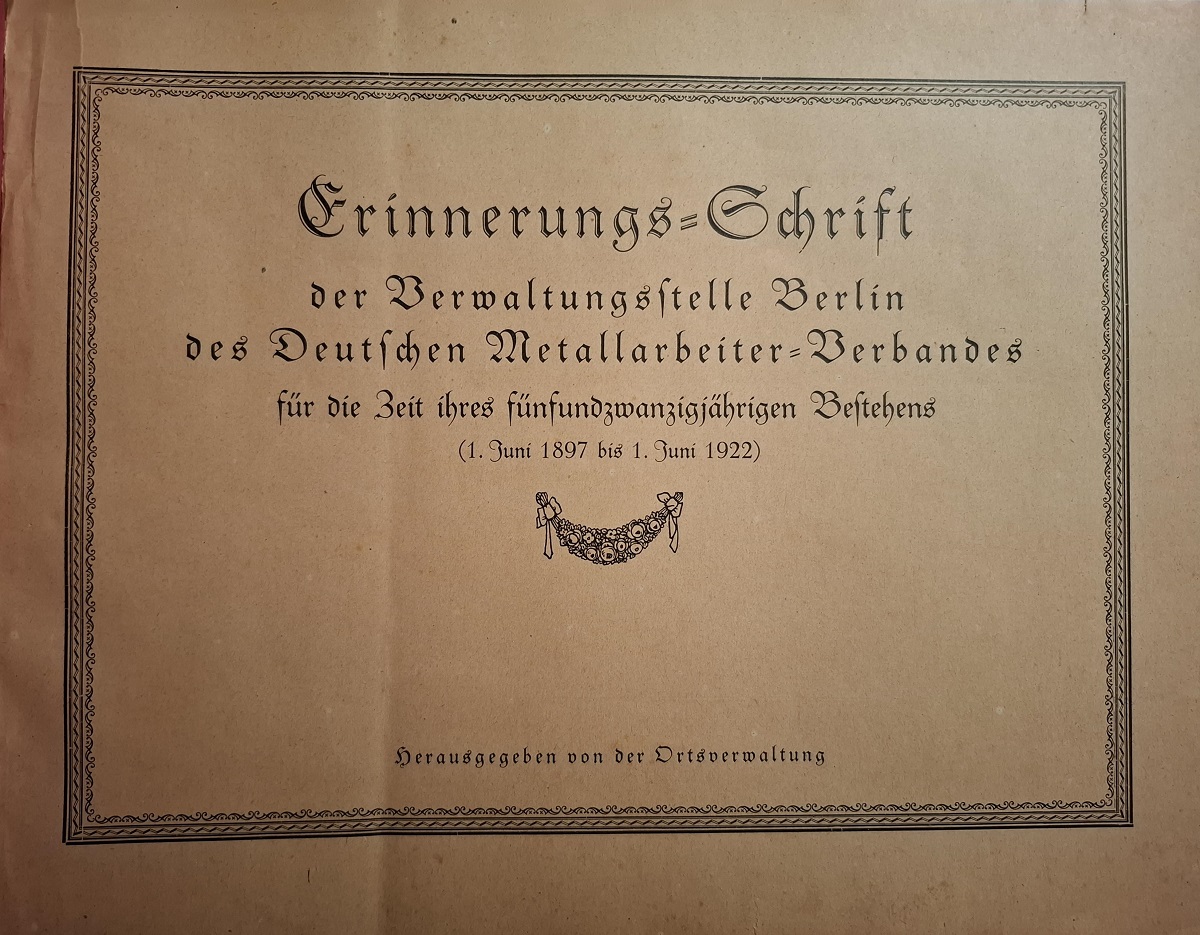 Erinnerungs-Schrift
der Verwaltungsstelle Berlin
des Deutschen Metallarbeiter-Verbandes
für die Zeit ihres fünfundzwanzigjährigen Bestehens
(1. Juni 1897 bis 1. Juni 1922)
Herausgegeben von der Ortsverwaltung